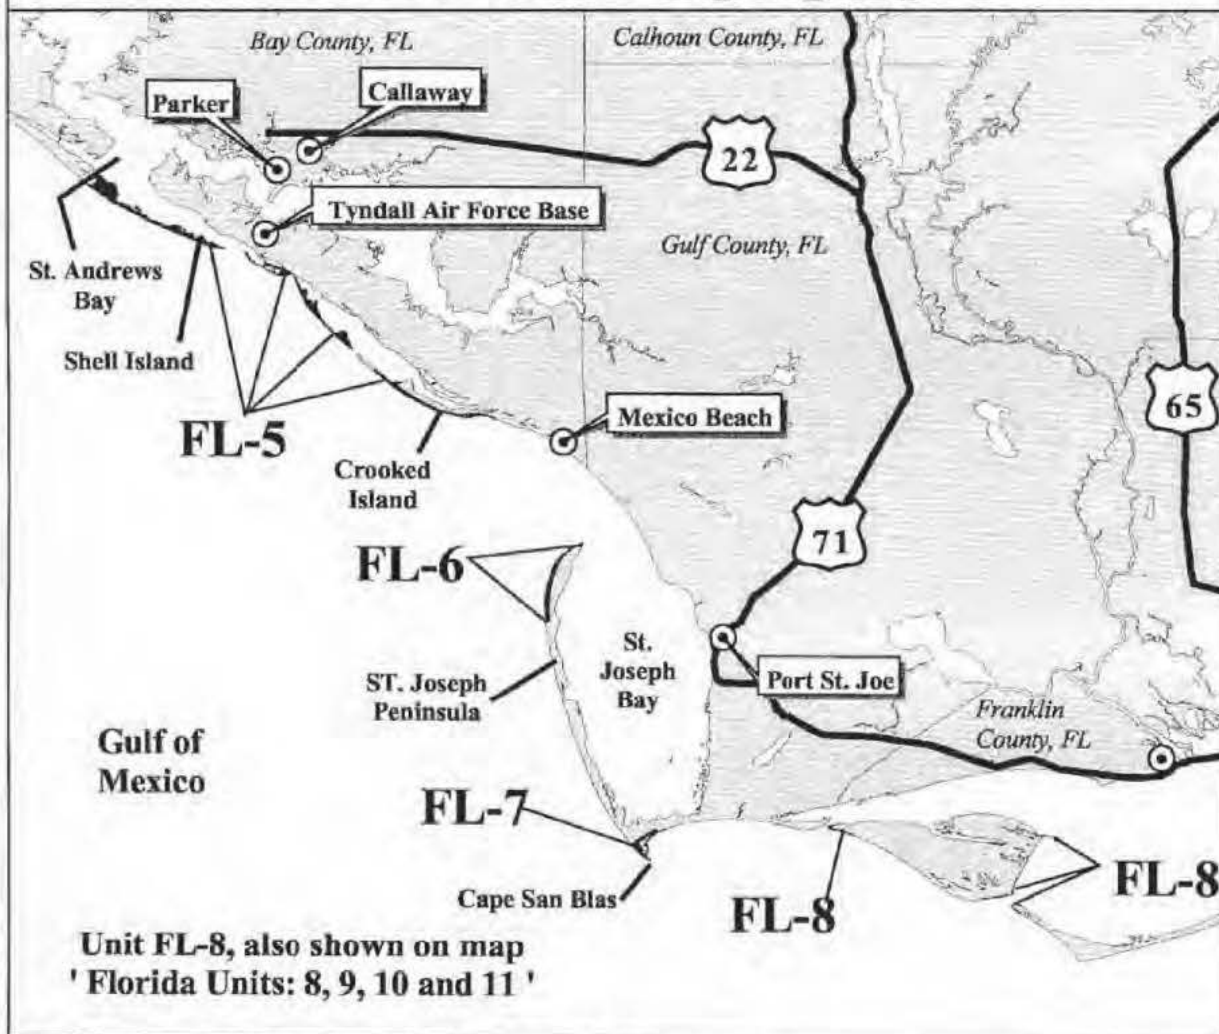 Bay County, FL
Calhoun County, FL
Parker
Callaway
22
Tyndall Air Force Base
Gulf County, FL
St. Andrews
Bay
Shell Island
65
FL-5
Mexico Beach
Crooked
Island
71
FL-6
St.
Joseph
Bay
ST. Joseph
Peninsula
Port St. Joe
Franklin
County, FL
Gulf of
Mexico
FL-7
FL-8
Cape San Blas
FL-8
Unit FL-8, also shown on map
' Florida Units: 8, 9, 10 and 11 '